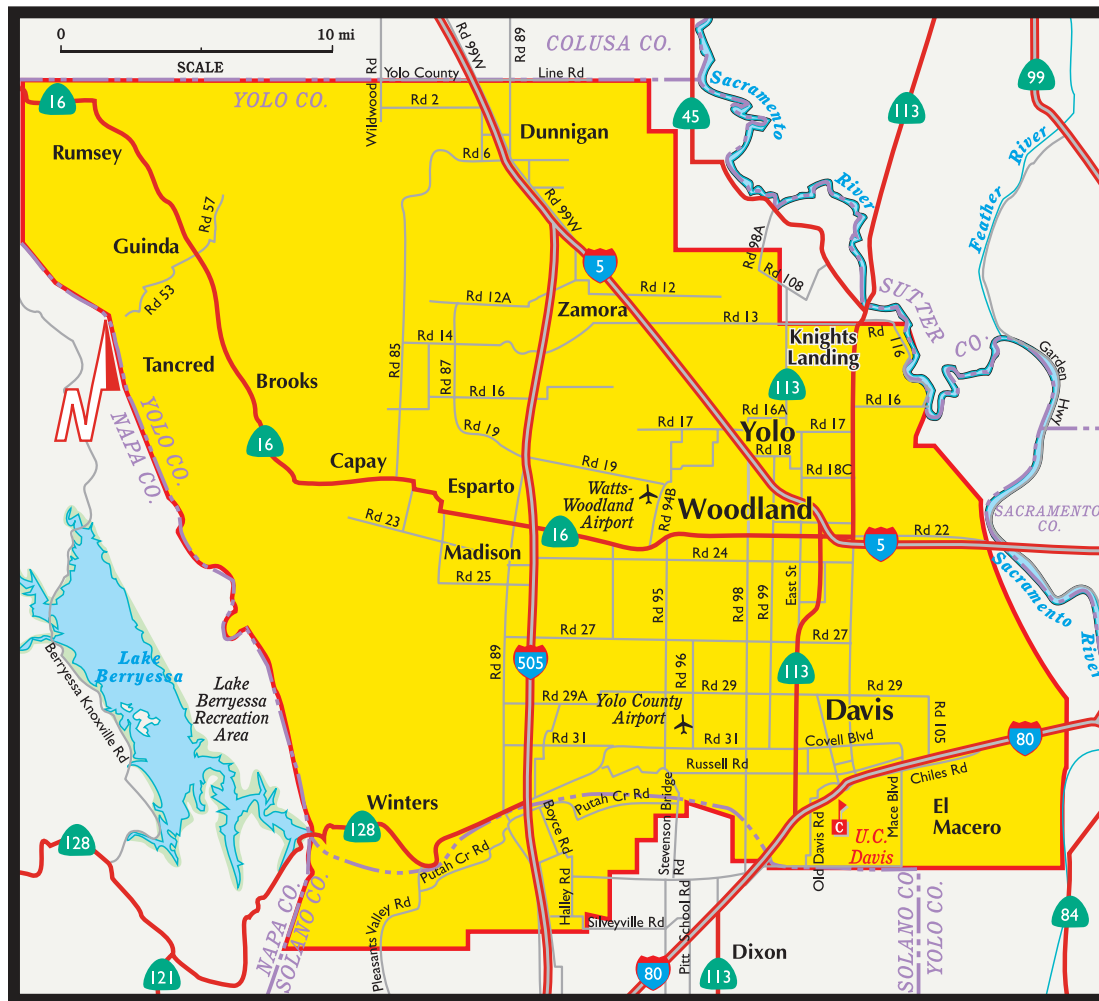 0
10 mi
SCALE
Rd 99W
Rd 89
COLUSA CO.
Wildwood Rd
Yolo County
Line Rd
YOLO CO.
16
Rd 2
Rumsey
Dunnigan
Rd 6
45
Sacramento
River
113
99
Feather
River
Rd 57
Guinda
Rd 53
Rd 99W
5
Rd 98A
Rd 108
Rd 12A
Rd 12
Zamora
Rd 13
SUTTER CO.
Rd 116
Garden
Hwy
Knights
Landing
Rd 14
Rd 85
Rd 87
Tancred
Brooks
N
YOLO CO.
NAPA CO.
Rd 16
113
Rd 16
Rd 16A
Rd 17
Yolo
Rd 17
Rd 18
Rd 18C
16
Rd 19
Rd 19
Capay
Esparto
Watts-
Woodland
Airport
Rd 94B
Woodland
SACRAMENTO
CO.
Rd 23
16
Rd 22
5
Madison
Rd 24
Rd 25
Sacramento
River
Rd 95
Rd 98
Rd 99
East St
Rd 27
Rd 27
Rd 89
505
Rd 96
113
Lake
Berryessa
Berryessa Knoxville Rd
Lake
Berryessa
Recreation
Area
Rd 29A
Rd 29
Rd 29
Yolo County
Airport
Davis
Rd 105
Rd 31
Rd 31
Covell Blvd
80
Russell Rd
Chiles Rd
Winters
128
Putah Cr Rd
Putah Cr Rd
Boyce Rd
Stevenson Bridge
Rd
Old Davis Rd
Mace Blvd
El
Macero
C
U.C.
Davis
128
Halley Rd
Pleasants Valley Rd
Silveyville Rd
Pitt School Rd
NAPA CO.
SOLANO CO.
SOLANO CO.
YOLO CO.
84
Dixon
121
80
113